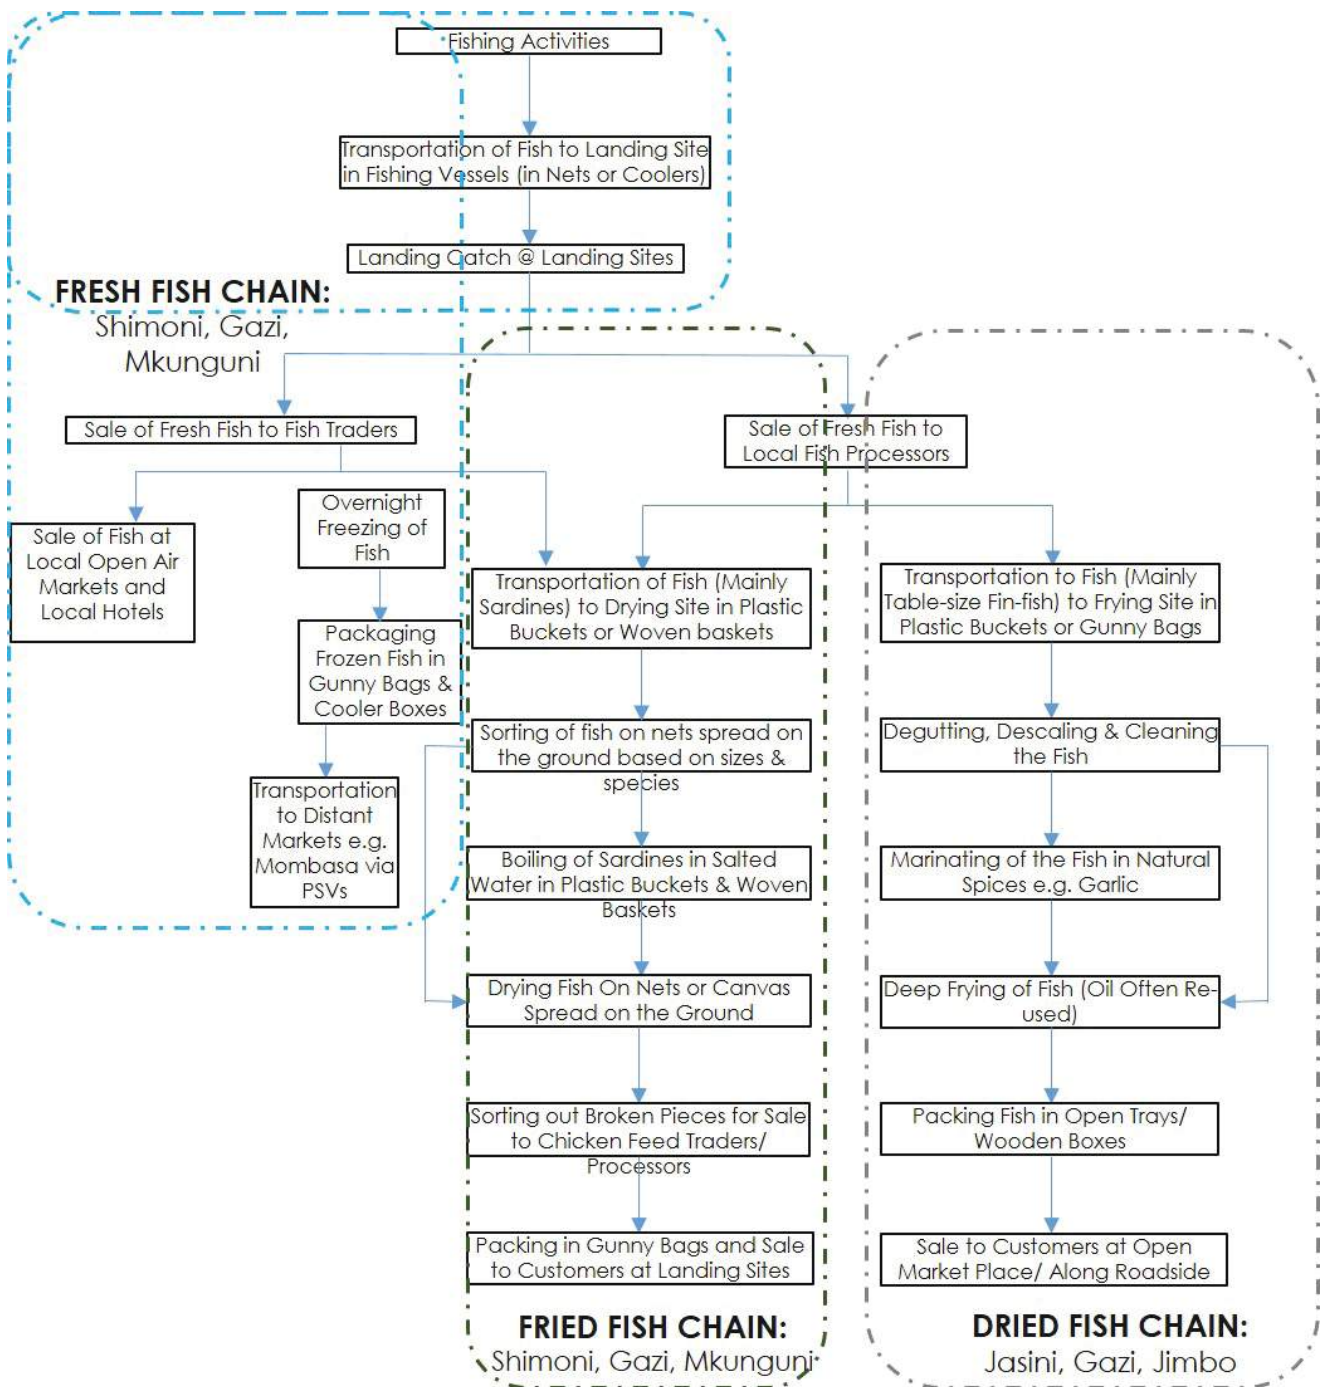 Fishing Activities
Transportation of Fish to Landing Site
in Fishing Vessels (in Nets or Coolers)
Landing Catch @ Landing Sites
FRESH FISH CHAIN:
Shimoni, Gazi,
Mkunguni
Sale of Fresh Fish to Fish Traders
Sale of Fresh Fish to
Local Fish Processors
Sale of Fish at
Local Open Air
Markets and
Local Hotels
Overnight
Freezing of
Fish
Packaging
Frozen Fish in
Gunny Bags &
Cooler Boxes
Transportation
to Distant
Markets e.g.
Mombasa via
PSVs
Transportation of Fish (Mainly
Sardines) to Drying Site in Plastic
Buckets or Woven baskets
Sorting of fish on nets spread on
the ground based on sizes &
species
Boiling of Sardines in Salted
Water in Plastic Buckets & Woven
Baskets
Drying Fish On Nets or Canvas
Spread on the Ground
Sorting out Broken Pieces for Sale
to Chicken Feed Traders/
Processors
Packing in Gunny Bags and Sale
to Customers at Landing Sites
FRIED FISH CHAIN:
Shimoni, Gazi, Mkunguni
Transportation to Fish (Mainly
Table-size Fin-fish) to Frying Site in
Plastic Buckets or Gunny Bags
Degutting, Descaling & Cleaning
the Fish
Marinating of the Fish in Natural
Spices e.g. Garlic
Deep Frying of Fish (Oil Often Re-
used)
Packing Fish in Open Trays/
Wooden Boxes
Sale to Customers at Open
Market Place/ Along Roadside
DRIED FISH CHAIN:
Jasini, Gazi, Jimbo